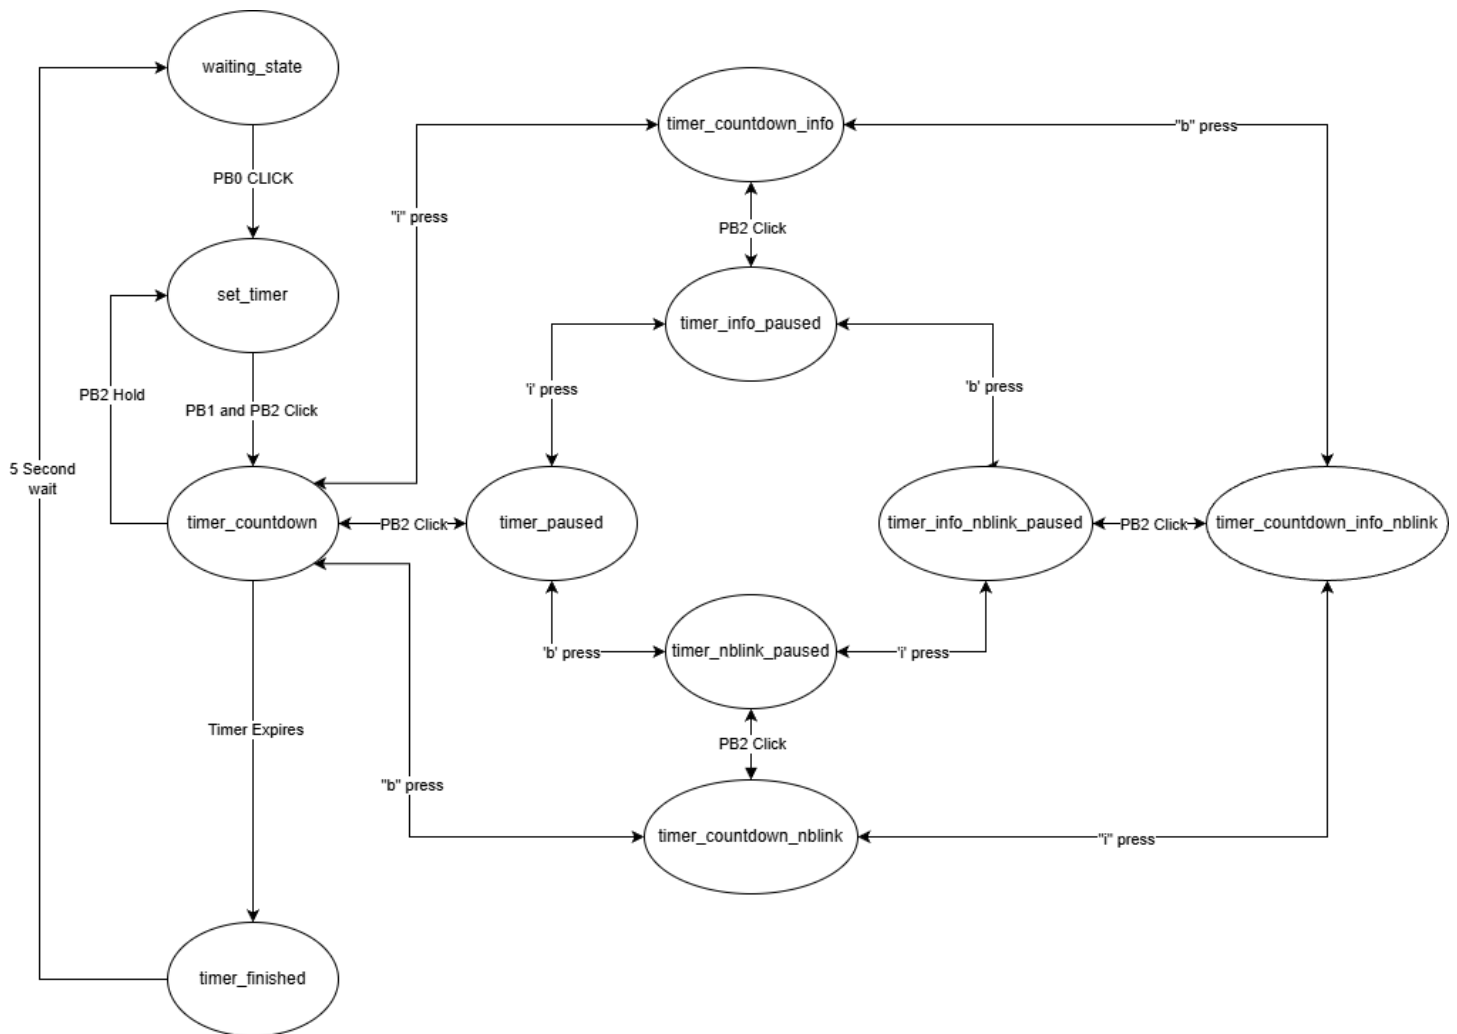 waiting_state
timer_countdown_info
"b" press
PB0 CLICK
"i" press
PB2 Click
set_timer
timer_info_paused
PB2 Hold
PB1 and PB2 Click
'i' press
'b' press
5 Second
wait
timer_countdown
PB2 Click
timer_paused
timer_info_nblink_paused
PB2 Click
timer_countdown_info_nblink
'b' press
timer_nblink_paused
'i' press
Timer Expires
PB2 Click
"b" press
timer_countdown_nblink
"i" press
timer_finished